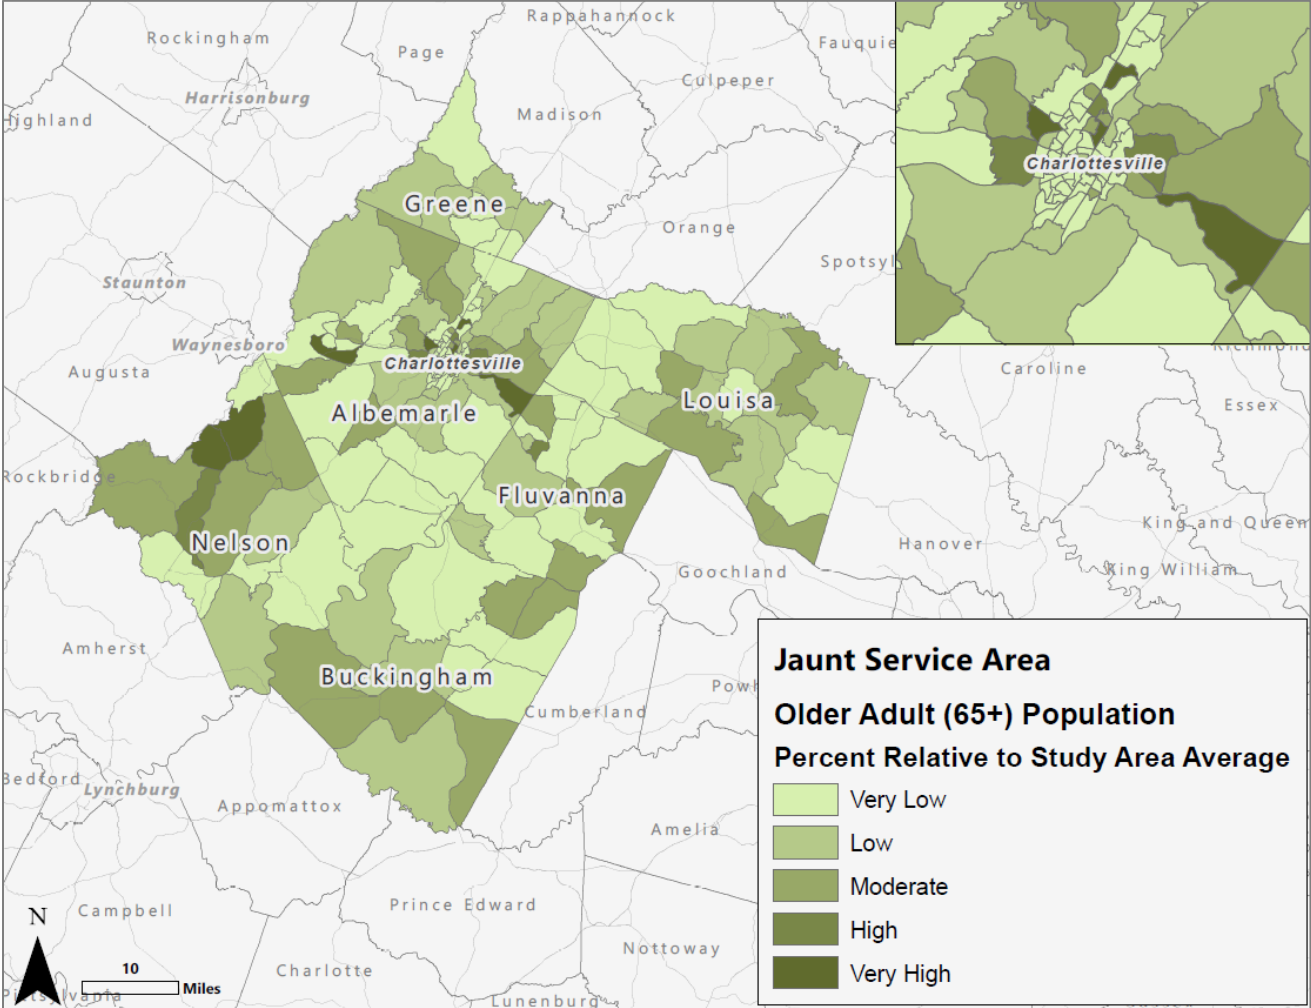 Rappahannock
Rockingham
Page
Fauquie
Culpeper
Harrisonburg
Madison
Highland
Charlottesville
Greene
Orange
Spotsyl
Staunton
Waynesboro
Charlottesville
Augusta
Caroline
Louisa
Essex
Albemarle
Rockbridge
Fluvanna
King and Queen
Nelson
Hanover
King William
Goochland
Amherst
Buckingham
Powh
Cumberland
Bedford
Lynchburg
Appomattox
Amelia
Campbell
Prince Edward
Nottoway
Charlotte
Lunenburg
N
10
Miles
Jaunt Service Area
Older Adult (65+) Population
Percent Relative to Study Area Average
Very Low
Low
Moderate
High
Very High